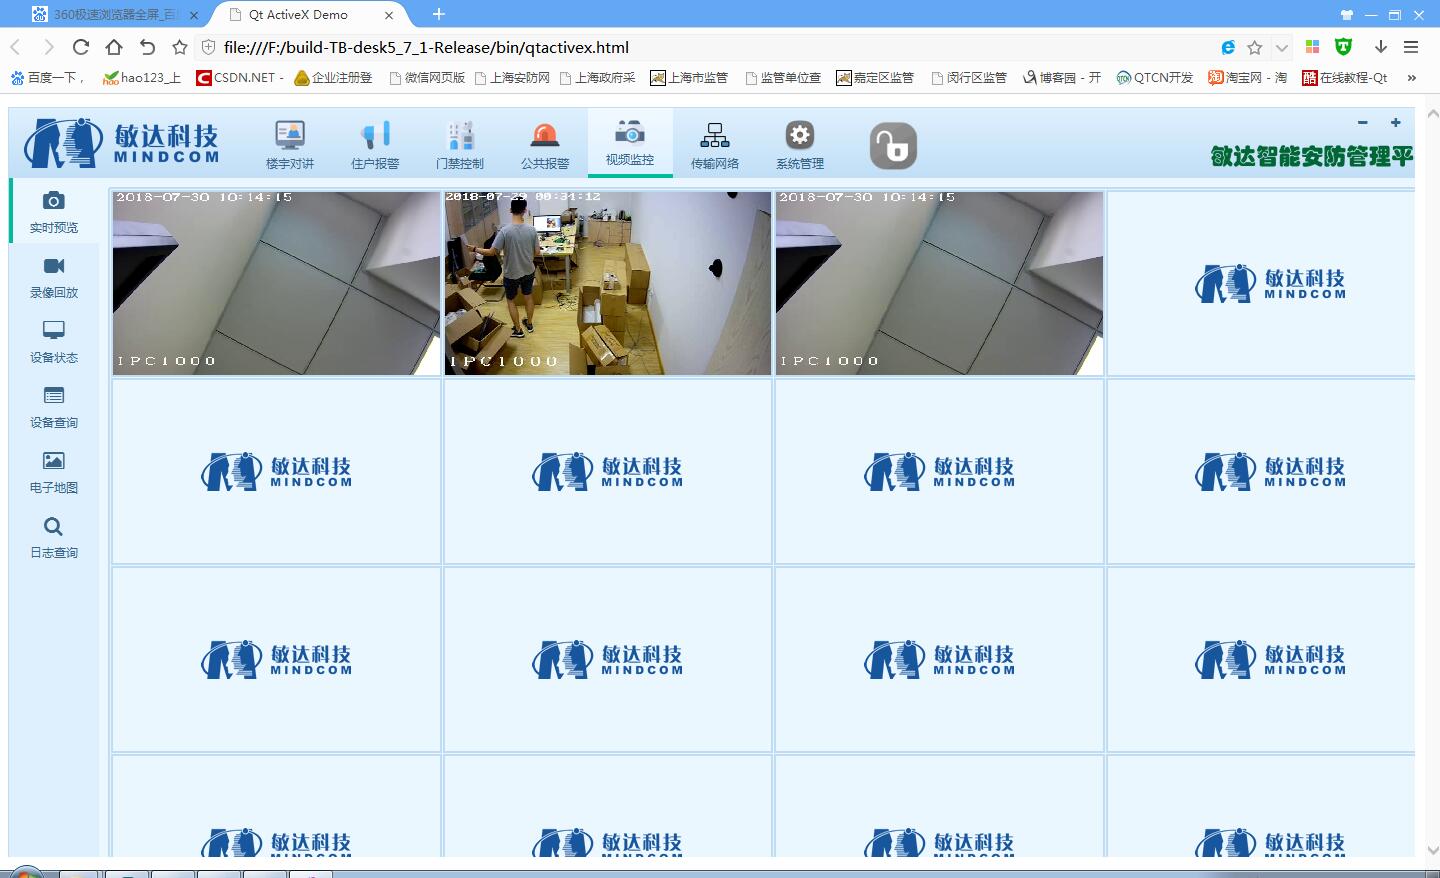 360极速浏览器全屏_百
Qt ActiveX Demo
file:///F:/build-TB-desk5_7_1-Release/bin/qtactivex.html
百度一下， hao123_上 CSDN.NET - 企业注册登 微信网页版 上海安防网 上海政府采 上海市监管 监管单位查 嘉定区监管 闵行区监管 博客园 - 开 QTCN开发 淘宝网 - 淘 在线教程-Qt »
敏达科技
MINDCOM
楼宇对讲 住户报警 门禁控制 公共报警 视频监控 传输网络 系统管理
敏达智能安防管理平
实时预览
录像回放
设备状态
设备查询
电子地图
日志查询
2018-07-30 10:14:15 2018-07-29 00:34:12 2018-07-30 10:14:15
敏达科技
MINDCOM
IPC1000 IPC1000 IPC1000
敏达科技 敏达科技 敏达科技 敏达科技
MINDCOM MINDCOM MINDCOM MINDCOM
敏达科技 敏达科技 敏达科技 敏达科技
MINDCOM MINDCOM MINDCOM MINDCOM
敏达科技 敏达科技 敏达科技 敏达科技
MINDCOM MINDCOM MINDCOM MINDCOM